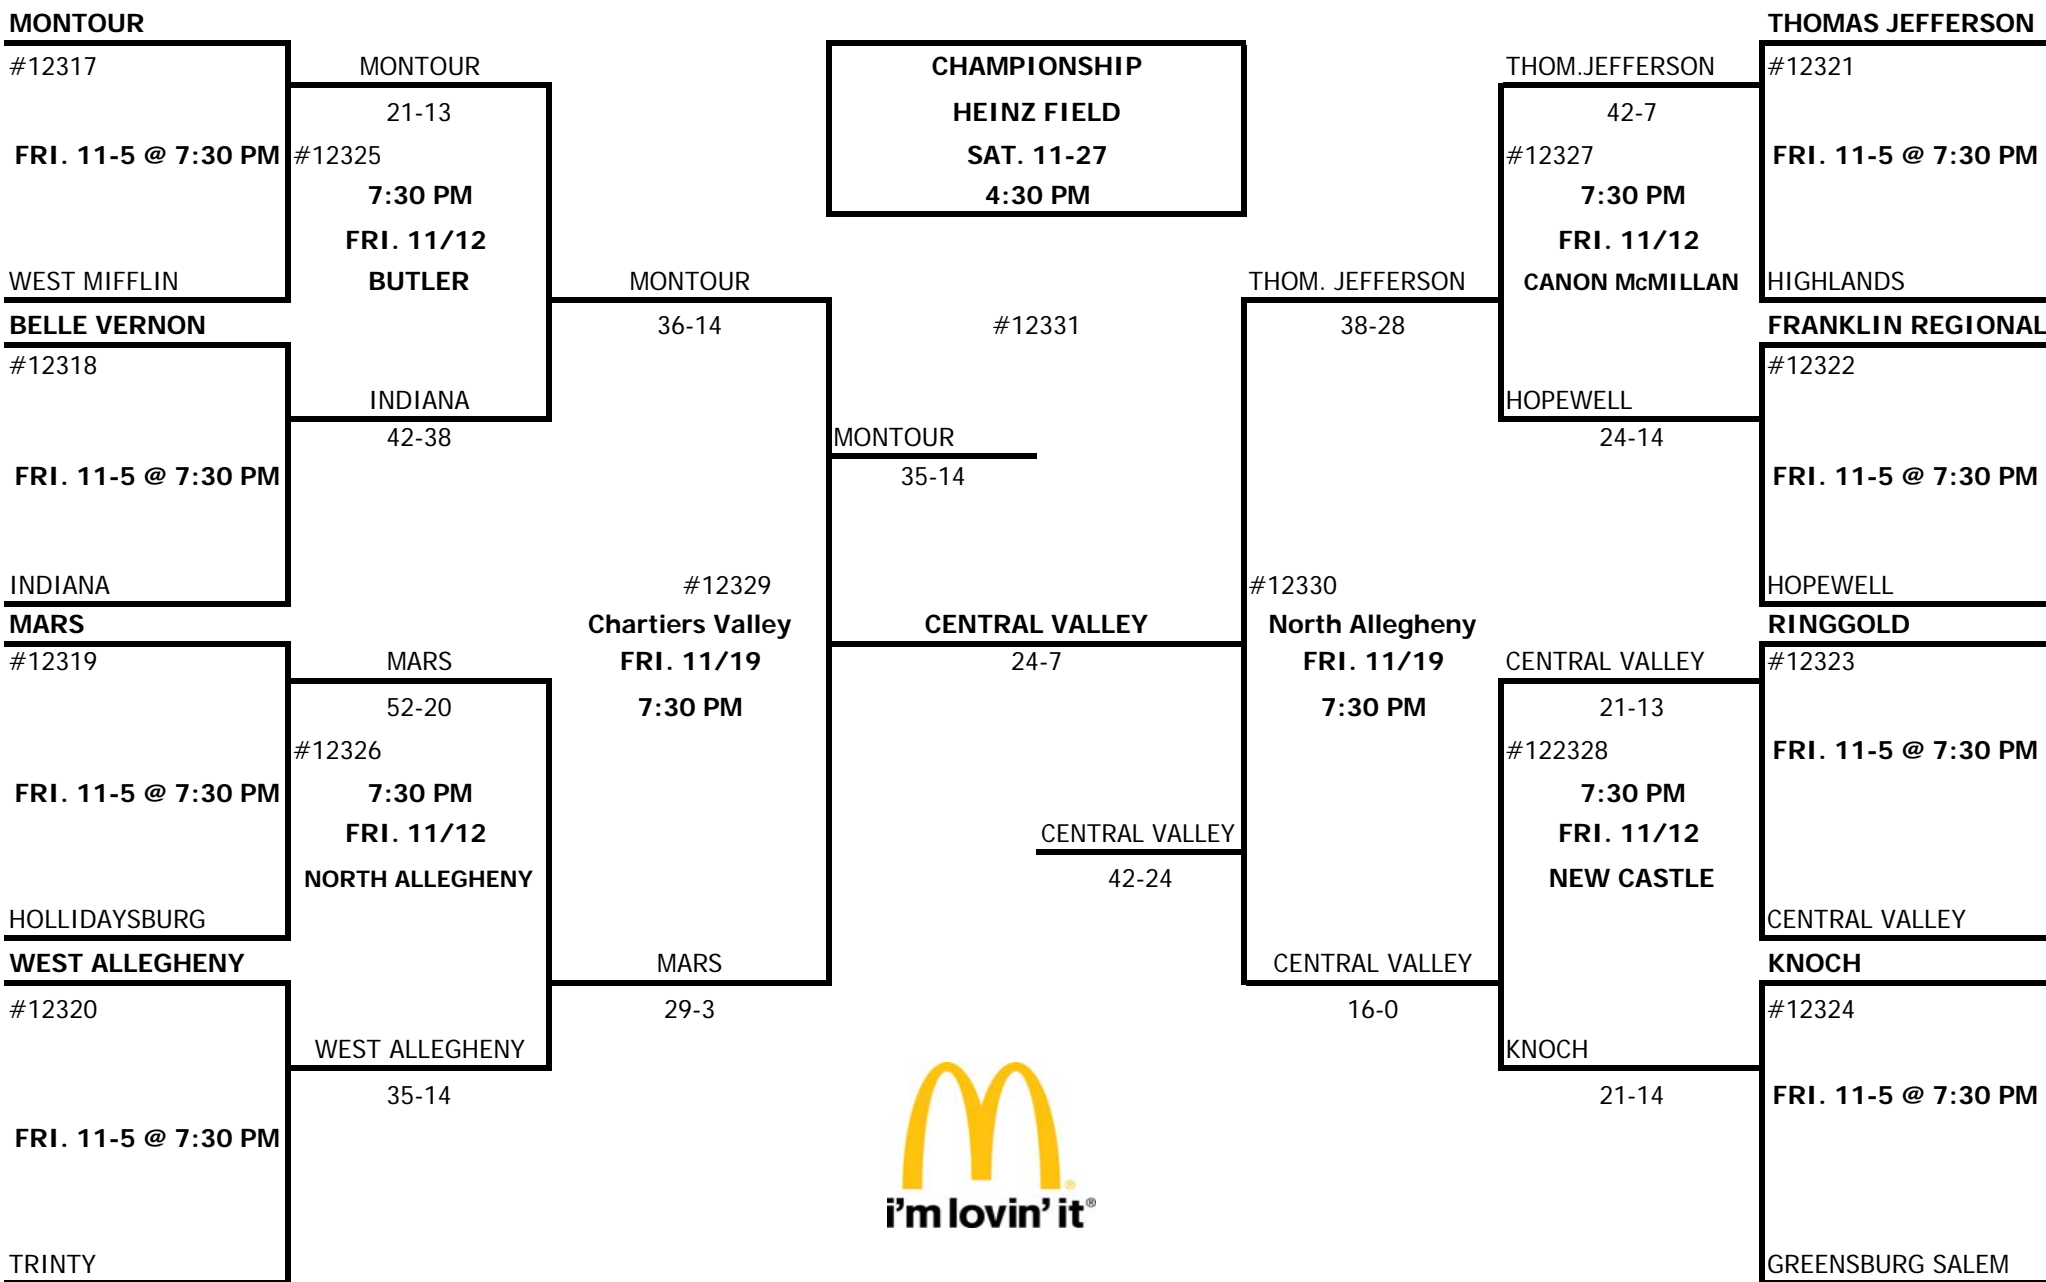 MONTOUR
#12317
FRI. 11-5 @ 7:30 PM
WEST MIFFLIN
BELLE VERNON
#12318
FRI. 11-5 @ 7:30 PM
INDIANA
MARS
#12319
FRI. 11-5 @ 7:30 PM
HOLLIDAYSBURG
WEST ALLEGHENY
#12320
FRI. 11-5 @ 7:30 PM
TRINTY
MONTOUR
21-13
#12325
7:30 PM
FRI. 11/12
BUTLER
INDIANA
42-38
MARS
52-20
#12326
7:30 PM
FRI. 11/12
NORTH ALLEGHENY
WEST ALLEGHENY
35-14
MONTOUR
36-14
#12329
Chartiers Valley
FRI. 11/19
7:30 PM
MARS
29-3
CHAMPIONSHIP
HEINZ FIELD
SAT. 11-27
4:30 PM
#12331
MONTOUR
35-14
CENTRAL VALLEY
24-7
CENTRAL VALLEY
42-24
i'm lovin' it®
THOM. JEFFERSON
38-28
#12330
North Allegheny
FRI. 11/19
7:30 PM
CENTRAL VALLEY
16-0
THOM.JEFFERSON
42-7
#12327
7:30 PM
FRI. 11/12
CANON McMILLAN
HOPEWELL
24-14
CENTRAL VALLEY
21-13
#122328
7:30 PM
FRI. 11/12
NEW CASTLE
KNOCH
21-14
THOMAS JEFFERSON
#12321
FRI. 11-5 @ 7:30 PM
HIGHLANDS
FRANKLIN REGIONAL
#12322
FRI. 11-5 @ 7:30 PM
HOPEWELL
RINGGOLD
#12323
FRI. 11-5 @ 7:30 PM
CENTRAL VALLEY
KNOCH
#12324
FRI. 11-5 @ 7:30 PM
GREENSBURG SALEM